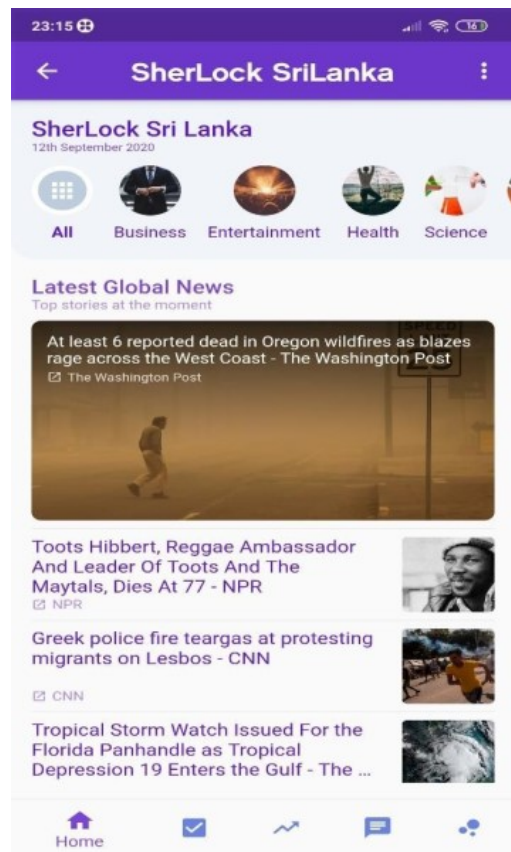 23:15
16
SherLock SriLanka
SherLock Sri Lanka
12th September 2020
All
Business
Entertainment
Health
Science
Latest Global News
Top stories at the moment
At least 6 reported dead in Oregon wildfires as blazes
rage across the West Coast - The Washington Post
The Washington Post
SPEED
25
Toots Hibbert, Reggae Ambassador
And Leader Of Toots And The
Maytals, Dies At 77 - NPR
NPR
Greek police fire teargas at protesting
migrants on Lesbos - CNN
CNN
Tropical Storm Watch Issued For the
Florida Panhandle as Tropical
Depression 19 Enters the Gulf - The ...
Home